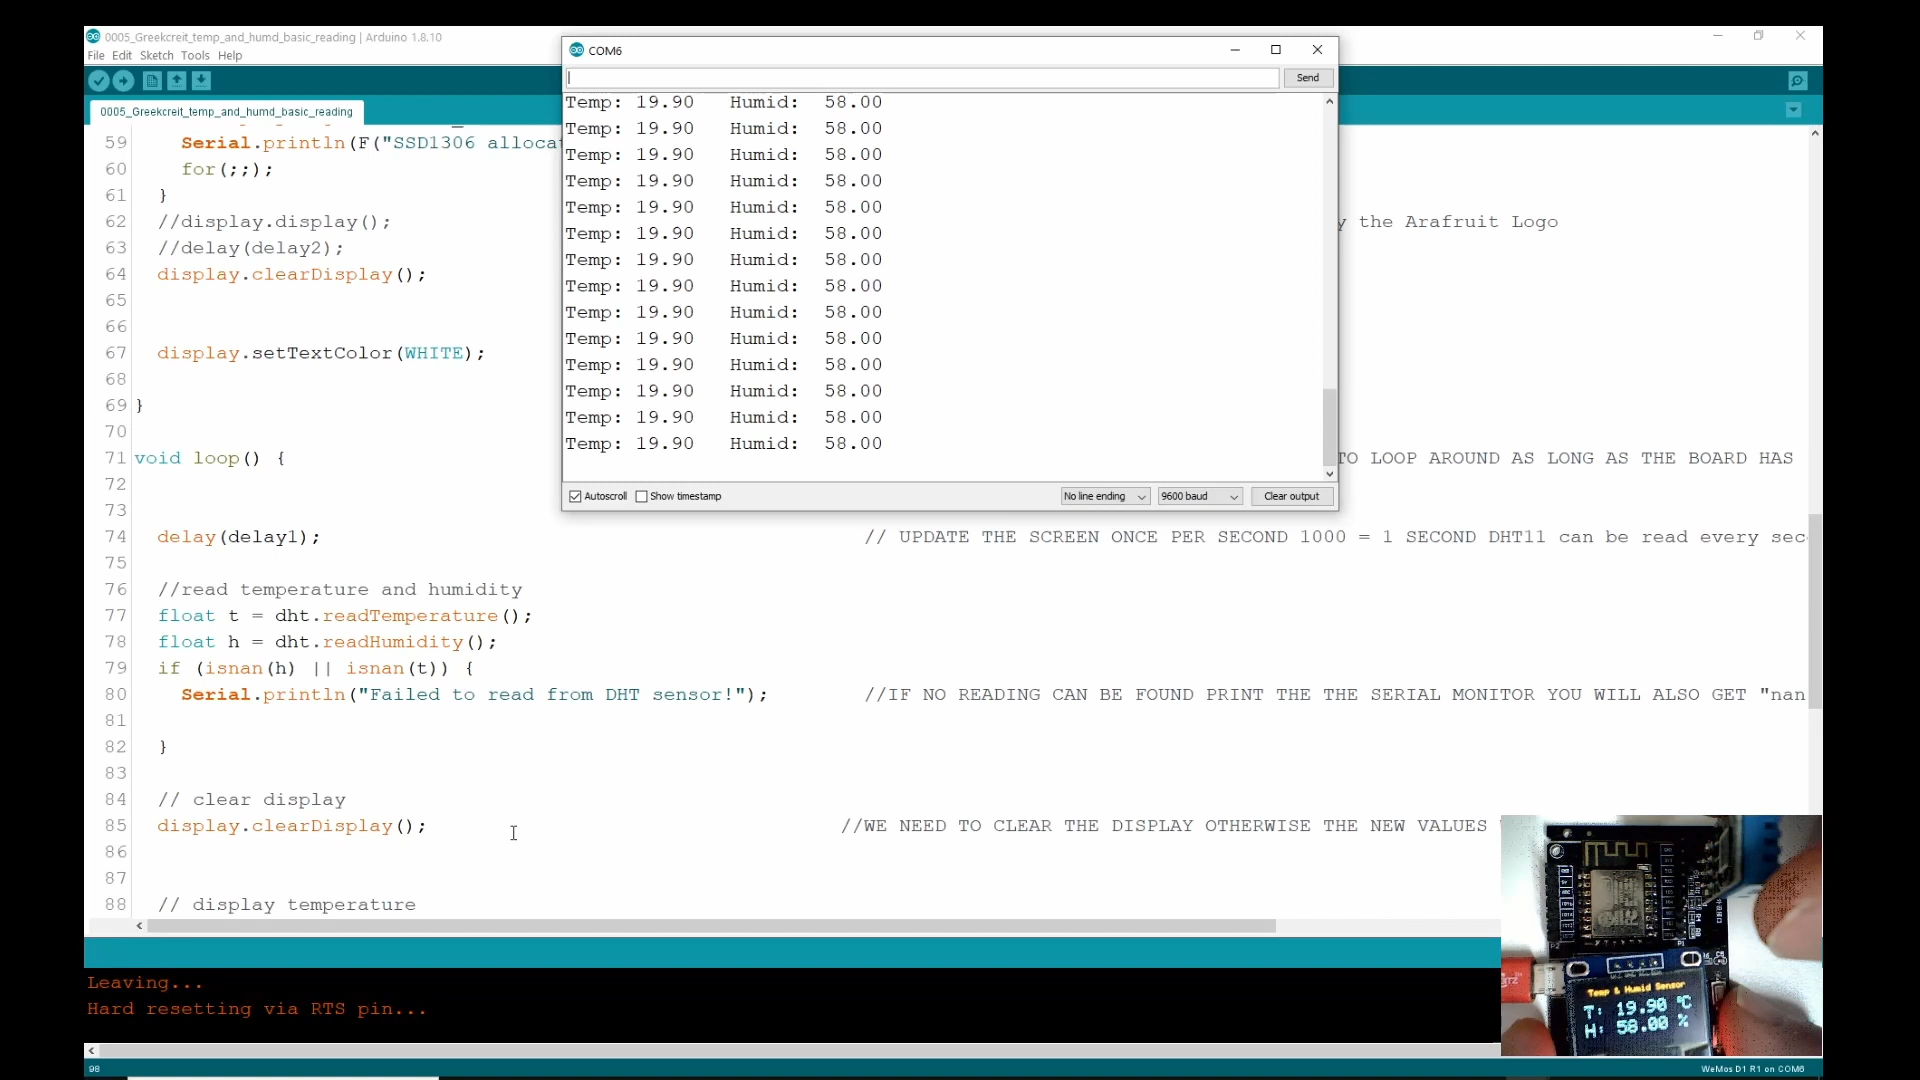 0005_Greekcreit_temp_and_humd_basic_reading | Arduino 1.8.10
File Edit Sketch Tools Help
0005_Greekcreit_temp_and_humd_basic_reading
COM6
Send
Temp: 19.90 Humid: 58.00
Temp: 19.90 Humid: 58.00
Temp: 19.90 Humid: 58.00
Temp: 19.90 Humid: 58.00
Temp: 19.90 Humid: 58.00
Temp: 19.90 Humid: 58.00
Temp: 19.90 Humid: 58.00
Temp: 19.90 Humid: 58.00
Temp: 19.90 Humid: 58.00
Temp: 19.90 Humid: 58.00
Temp: 19.90 Humid: 58.00
Temp: 19.90 Humid: 58.00
Temp: 19.90 Humid: 58.00
Temp: 19.90 Humid: 58.00
Autoscroll Show timestamp No line ending 9600 baud Clear output
59 Serial.println(F("SSD1306 alloca
60 for(;;);
61 }
62 //display.display(); the Arafruit Logo
63 //delay(delay2);
64 display.clearDisplay();
65
66
67 display.setTextColor(WHITE);
68
69 }
70
71 void loop() { TO LOOP AROUND AS LONG AS THE BOARD HAS
72
73
74 delay(delay1); // UPDATE THE SCREEN ONCE PER SECOND 1000 = 1 SECOND DHT11 can be read every sec
75
76 //read temperature and humidity
77 float t = dht.readTemperature();
78 float h = dht.readHumidity();
79 if (isnan(h) || isnan(t)) {
80 Serial.println("Failed to read from DHT sensor!"); //IF NO READING CAN BE FOUND PRINT THE THE SERIAL MONITOR YOU WILL ALSO GET "nan
81
82 }
83
84 // clear display
85 display.clearDisplay(); //WE NEED TO CLEAR THE DISPLAY OTHERWISE THE NEW VALUES
86
87
88 // display temperature
Leaving...
Hard resetting via RTS pin...
98
WeMos D1 R1 on COM6
Temp & Humid Sensor
T: 19.90 °C
H: 58.00 %